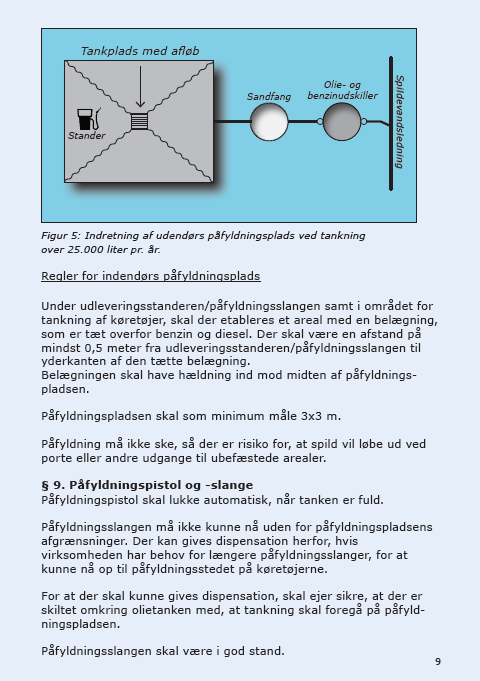 Tankplads med afløb
Stander
Sandfang
Olie- og
benzinudskiller
Spildevandsledning
Figur 5: Indretning af udendørs påfyldningsplads ved tankning
over 25.000 liter pr. år.
Regler for indendørs påfyldningsplads
Under udleveringsstanderen/påfyldningsslangen samt i området for
tankning af køretøjer, skal der etableres et areal med en belægning,
som er tæt overfor benzin og diesel. Der skal være en afstand på
mindst 0,5 meter fra udleveringsstanderen/påfyldningsslangen til
yderkanten af den tætte belægning.
Belægningen skal have hældning ind mod midten af påfyldnings-
pladsen.
Påfyldningspladsen skal som minimum måle 3x3 m.
Påfyldning må ikke ske, så der er risiko for, at spild vil løbe ud ved
porte eller andre udgange til ubefæstede arealer.
§ 9. Påfyldningspistol og -slange
Påfyldningspistol skal lukke automatisk, når tanken er fuld.
Påfyldningsslangen må ikke kunne nå uden for påfyldningspladsens
afgrænsninger. Der kan gives dispensation herfor, hvis
virksomheden har behov for længere påfyldningsslanger, for at
kunne nå op til påfyldningsstedet på køretøjerne.
For at der skal kunne gives dispensation, skal ejer sikre, at der er
skiltet omkring olietanken med, at tankning skal foregå på påfyld-
ningspladsen.
Påfyldningsslangen skal være i god stand.
9